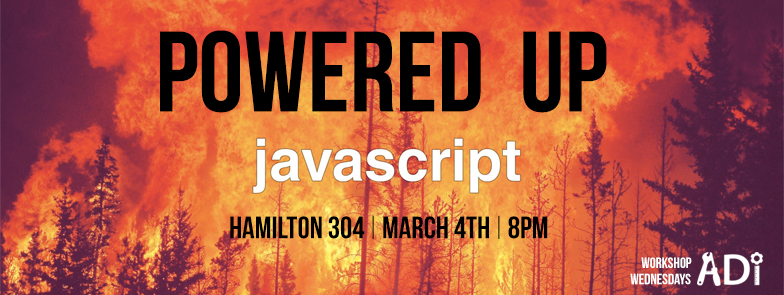 POWERED UP
javascript
HAMILTON 304 | MARCH 4TH | 8PM
WORKSHOP
WEDNESDAYS
ADi